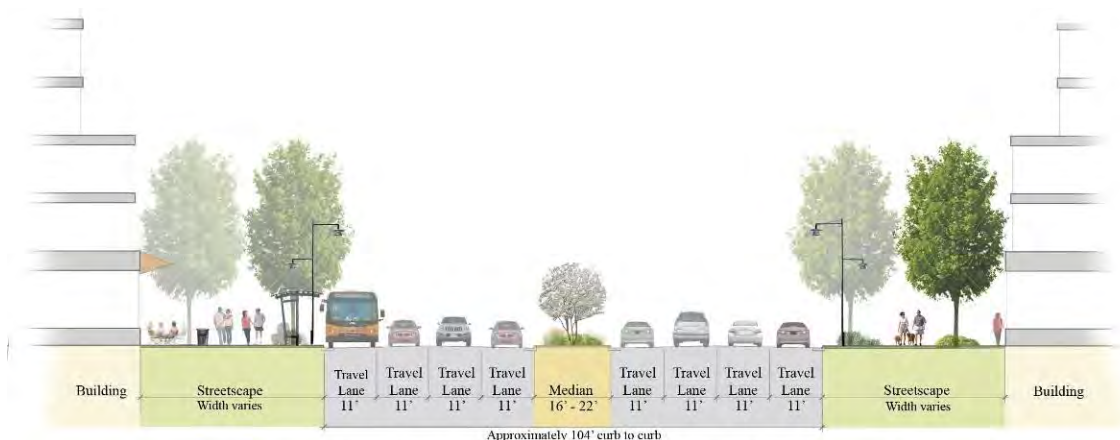 Building
Streetscape
Width varies
Travel
Lane
11'
Travel
Lane
11'
Travel
Lane
11'
Travel
Lane
11'
Median
16' - 22'
Travel
Lane
11'
Travel
Lane
11'
Travel
Lane
11'
Travel
Lane
11'
Streetscape
Width varies
Building
Approximately 104' curb to curb